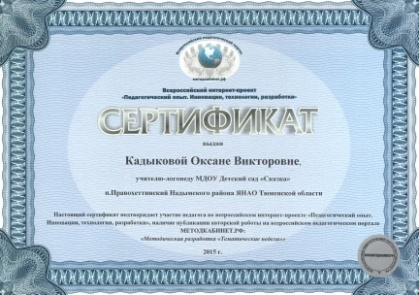 методкабинет.рф
Всероссийский интернет-проект
«Педагогический опыт. Инновации, технологии, разработки»
СЕРТИФИКАТ
выдан
Кадыковой Оксане Викторовне,
учителю-логопеду МДОУ Детский сад «Сказка»
п.Правохеттинский Надымского района ЯНАО Тюменской области
Настоящий сертификат подтверждает участие педагога во всероссийском интернет-проекте «Педагогический опыт.
Инновации, технологии, разработки», наличие публикации авторской работы на всероссийском педагогическом портале
МЕТОДКАБИНЕТ.РФ:
«Методическая разработка «Тематические недели»»
2015 г.